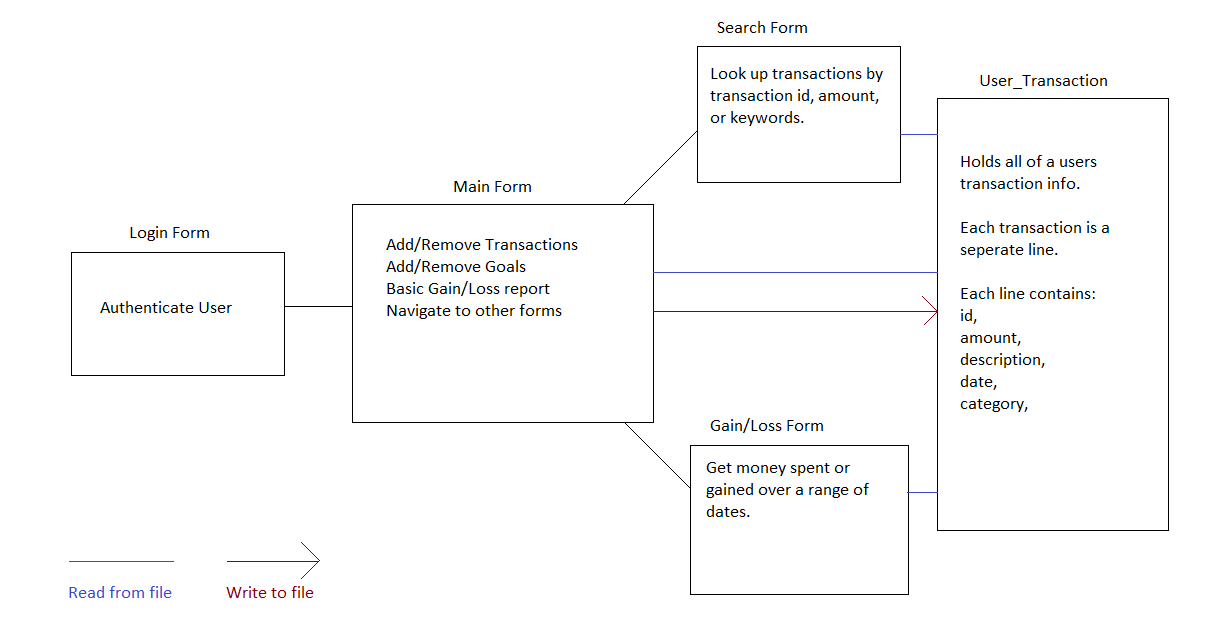 Search Form
Look up transactions by
transaction id, amount,
or keywords.
User_Transaction
Holds all of a users
transaction info.
Each transaction is a
seperate line.
Each line contains:
id,
amount,
description,
date,
category,
Main Form
Add/Remove Transactions
Add/Remove Goals
Basic Gain/Loss report
Navigate to other forms
Login Form
Authenticate User
Gain/Loss Form
Get money spent or
gained over a range of
dates.
Read from file
Write to file